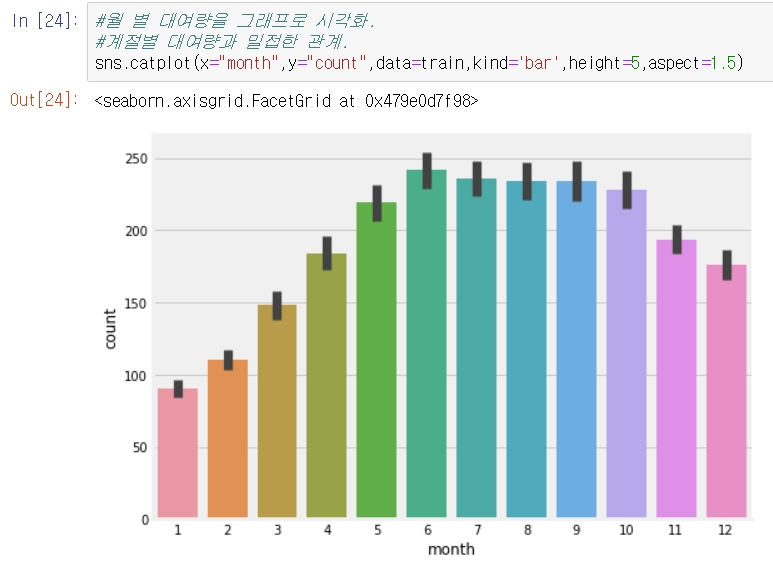 In [24]: #월 별 대여량을 그래프로 시각화.
#계절별 대여량과 밀접한 관계.
sns.catplot(x="month",y="count",data=train,kind='bar',height=5,aspect=1.5)
Out[24]: <seaborn.axisgrid.FacetGrid at 0x479e0d7f98>
250
200
150
100
50
0
count
1 2 3 4 5 6 7 8 9 10 11 12
month